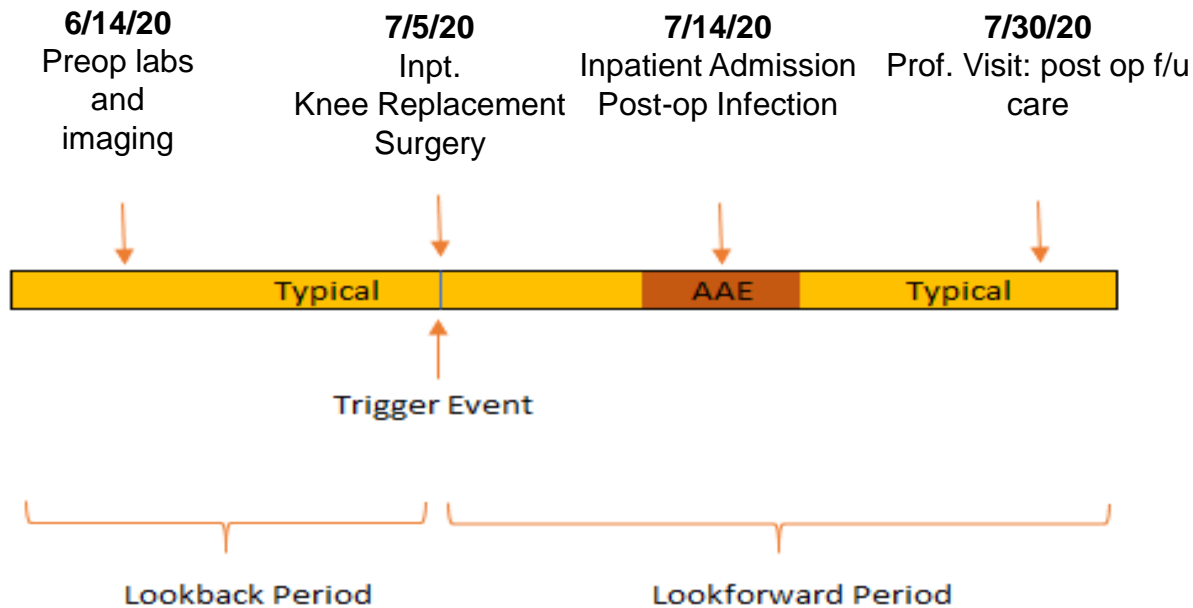 6/14/20
Preop labs
and
imaging
7/5/20
Inpt.
Knee Replacement
Surgery
7/14/20
Inpatient Admission
Post-op Infection
7/30/20
Prof. Visit: post op f/u
care
Typical
AAE
Typical
Trigger Event
Lookback Period
Lookforward Period